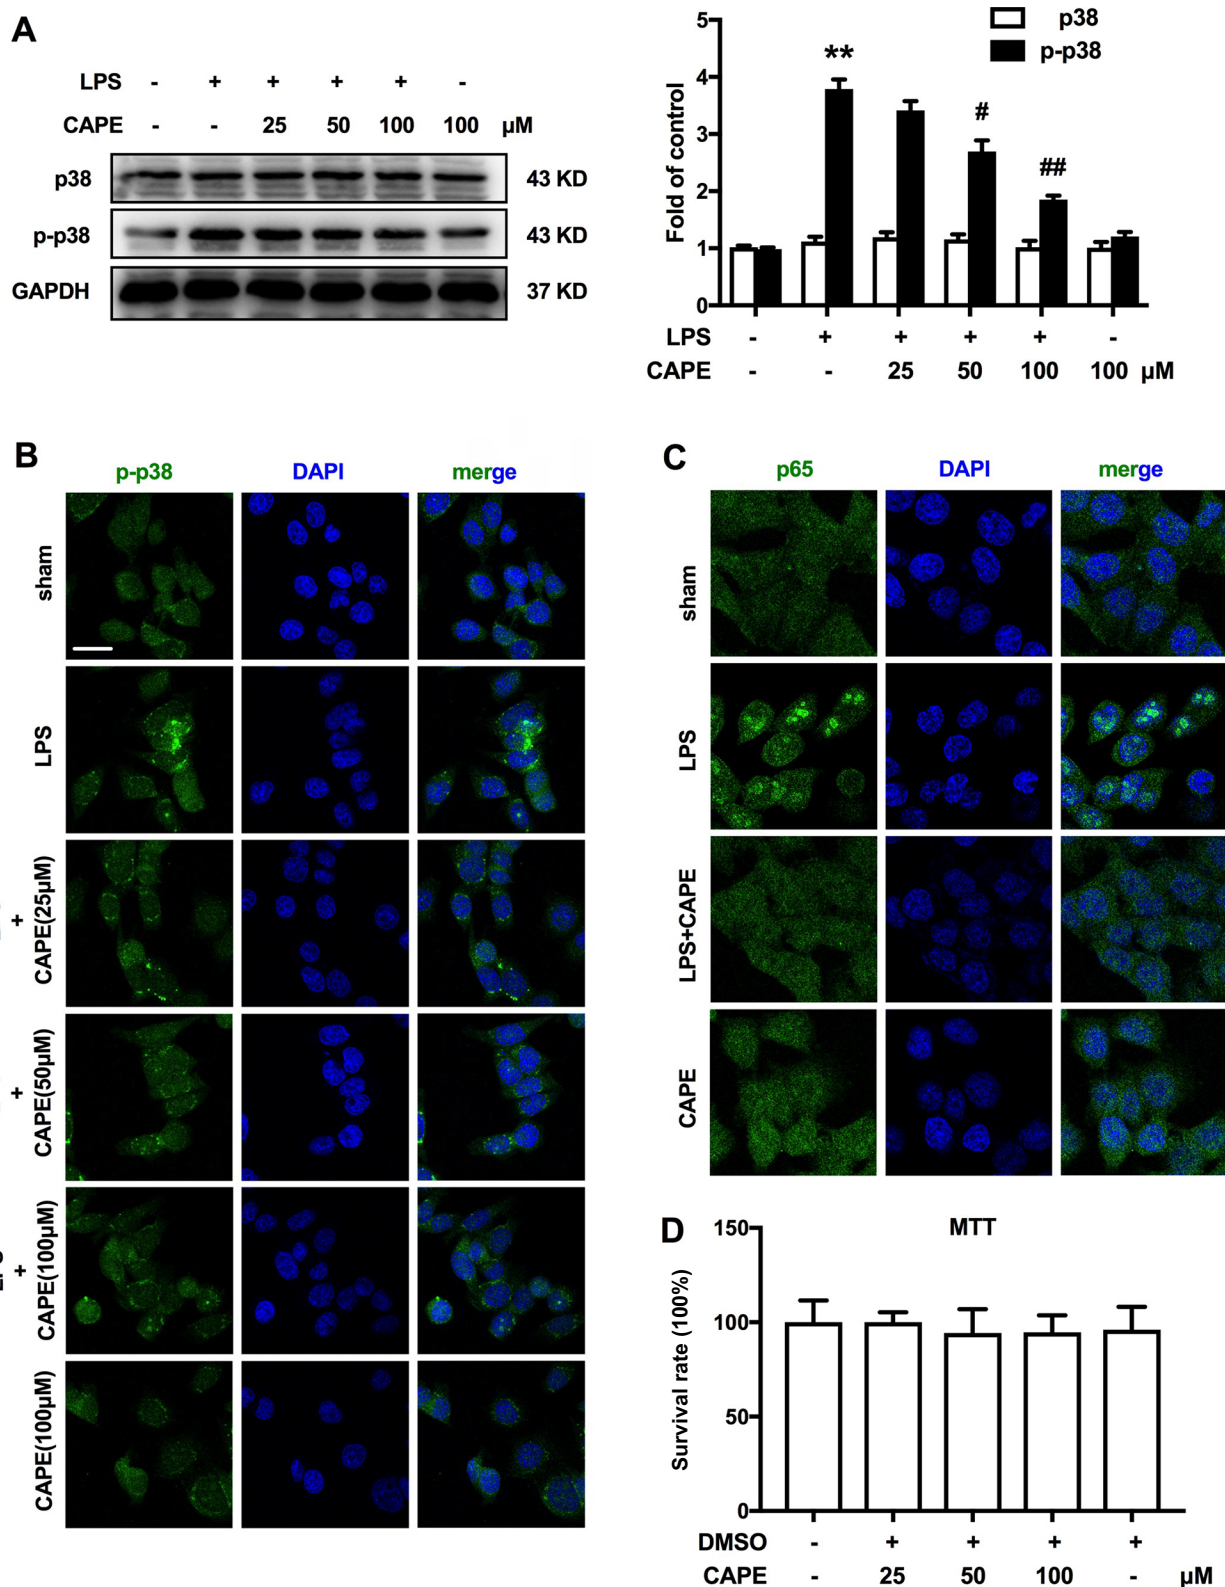 A
LPS - + + + + -
CAPE - - 25 50 100 100 µM
p38 43 KD
p-p38 43 KD
GAPDH 37 KD
p38
p-p38
Fold of control
5
4
3
2
1
0
**
#
##
LPS - + + + + -
CAPE - - 25 50 100 100 µM
B
p-p38 DAPI merge
sham
LPS
+
CAPE(25µM)
+
CAPE(50µM)
+
CAPE(100µM)
CAPE(100µM)
C
p65 DAPI merge
sham
LPS
LPS+CAPE
CAPE
D
MTT
Survival rate (100%)
150
100
50
0
DMSO - + + + +
CAPE - 25 50 100 - µM